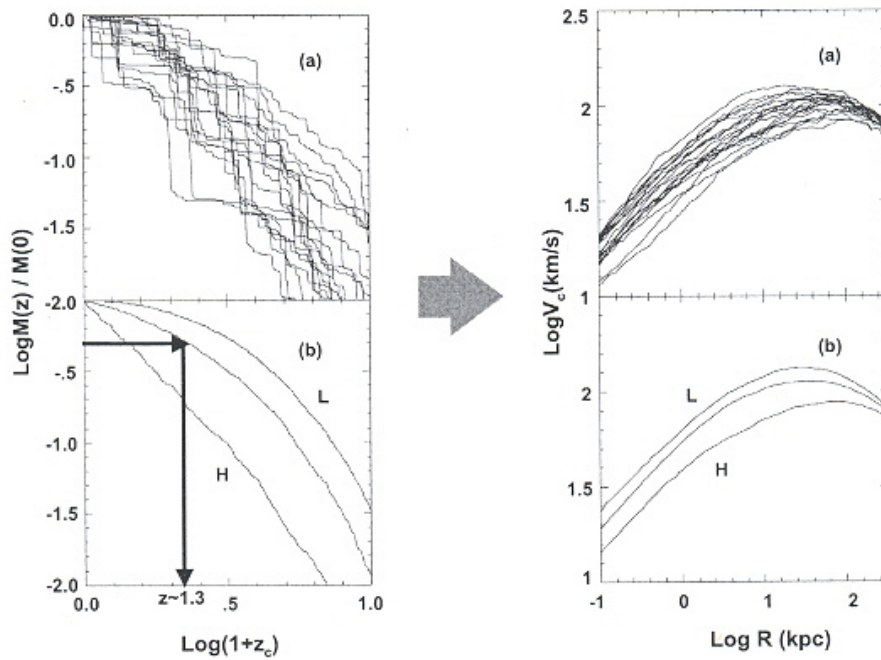 0.0
-.5
-1.0
-1.5
-2.0
-.5
-1.0
-1.5
-2.0
LogM(z) / M(0)
(a)
(b)
L
H
0.0
z~1.3
.5
1.0
Log(1+z_c)
2.5
2
1.5
1
2
1.5
1
LogV_c(km/s)
(a)
(b)
L
H
-1
0
1
2
Log R (kpc)